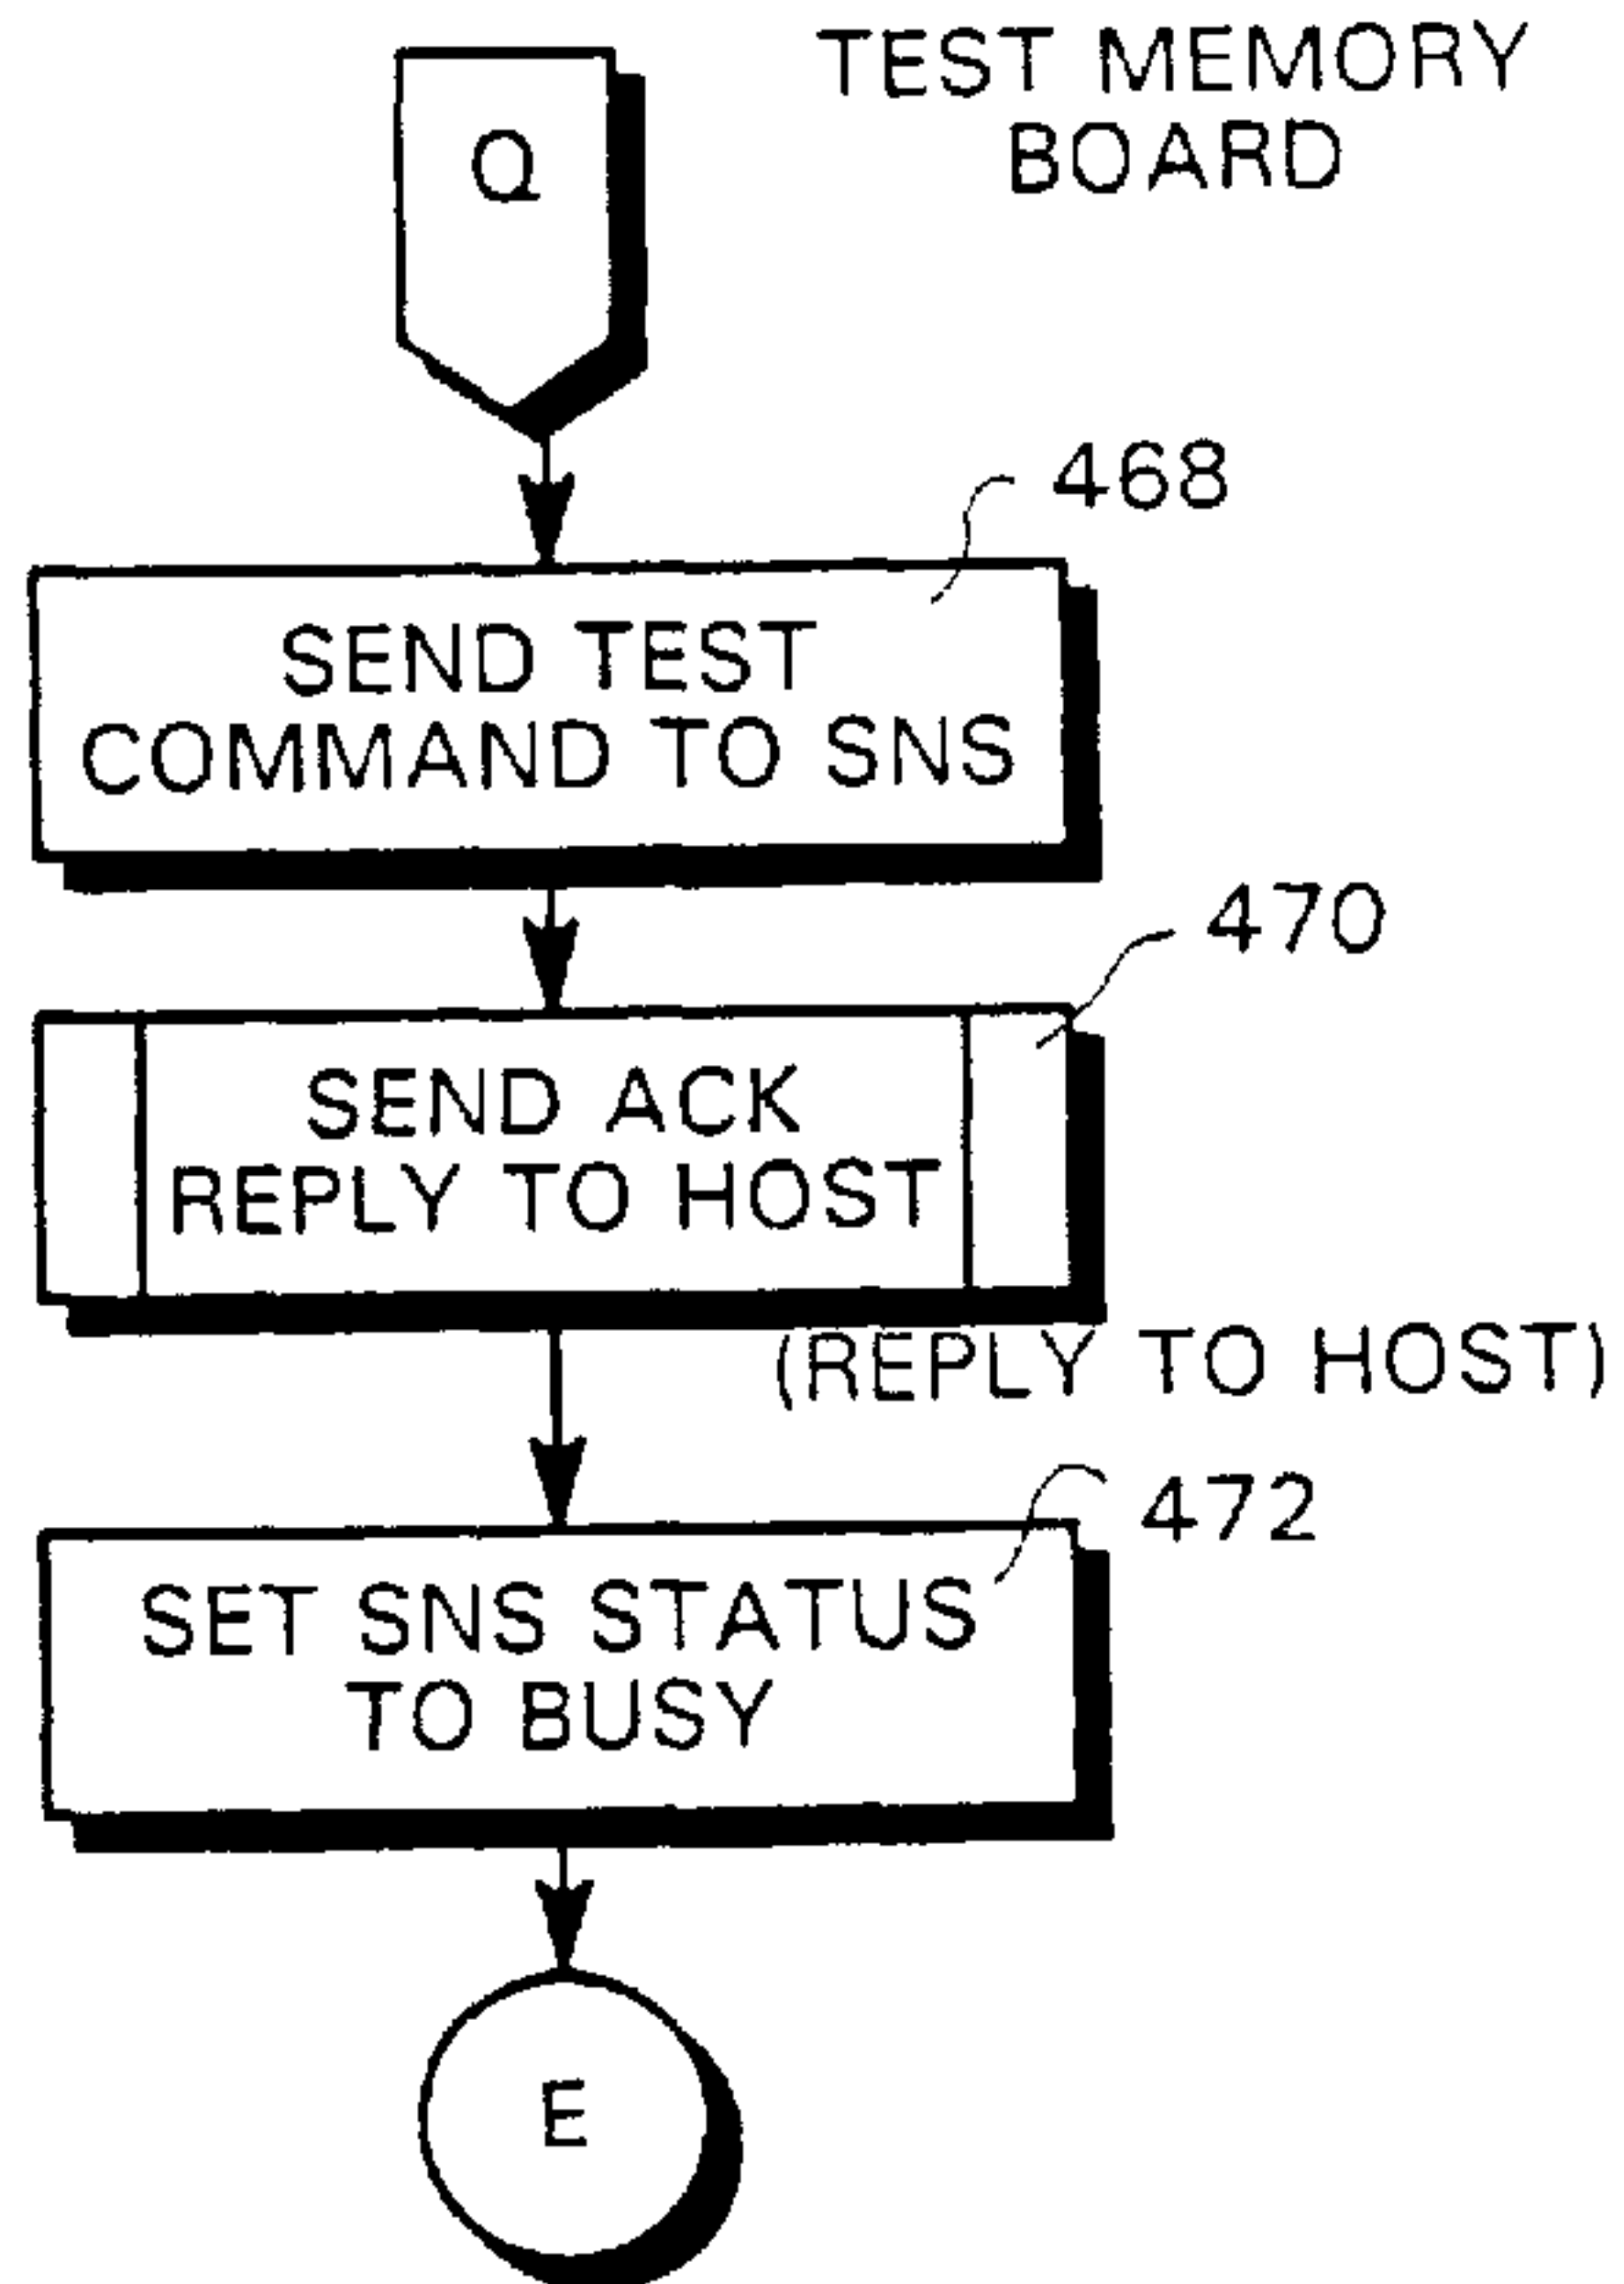 TEST MEMORY
BOARD
Q
468
SEND TEST
COMMAND TO SNS
470
SEND ACK
REPLY TO HOST
(REPLY TO HOST)
472
SET SNS STATUS
TO BUSY
E